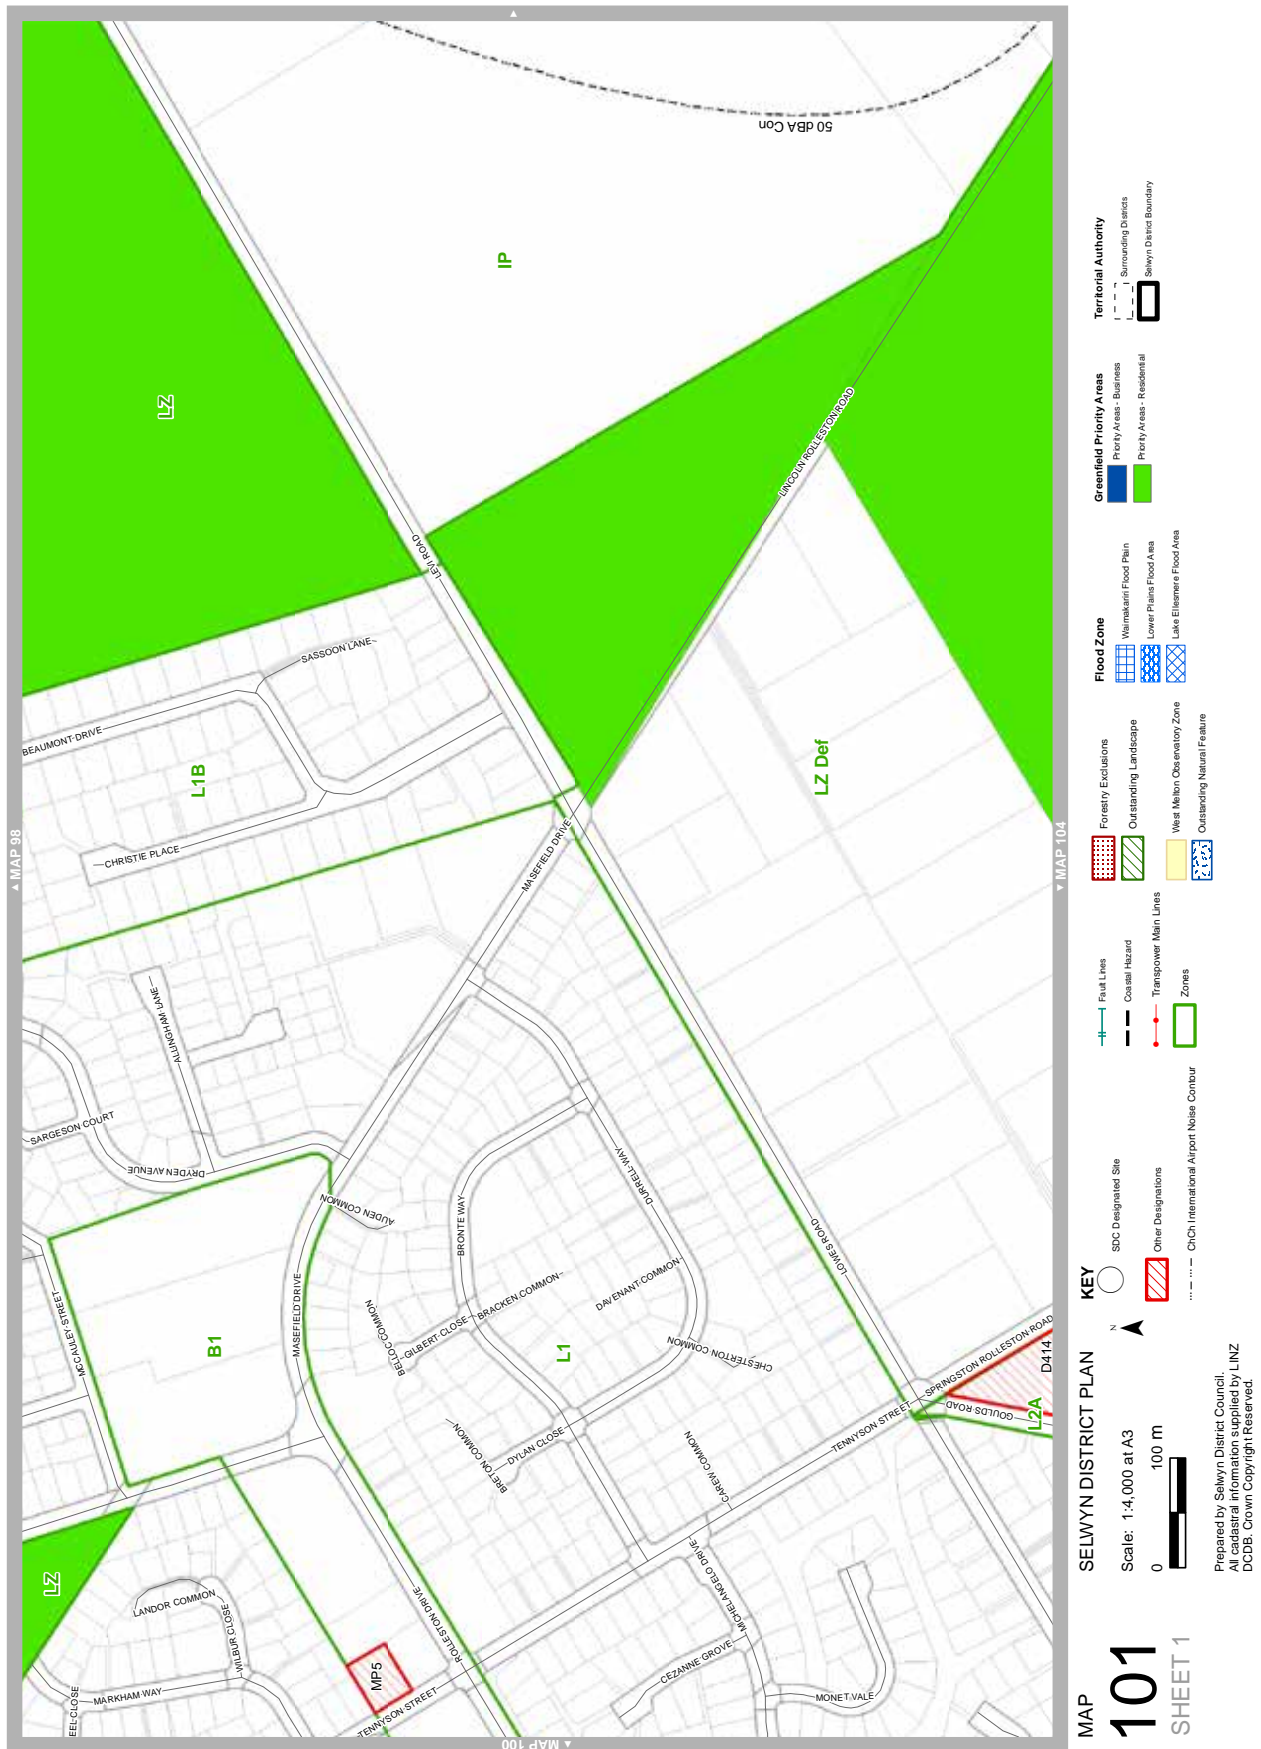 MAP 98
MAP 104
MAP 100
50 dBA Con
LZ
IP
LEVI ROAD
LINCOLN ROLLESTON ROAD
SASSOON LANE
BEAUMONT DRIVE
L1B
CHRISTIE PLACE
LZ Def
MASEFIELD DRIVE
ALLINGHAM LANE
SARGESON COURT
DRYDEN AVENUE
AUDEN COMMON
MCCAULEY STREET
B1
MASEFIELD DRIVE
BRONTE WAY
DURRELL WAY
BELLOC COMMON
GILBERT CLOSE
BRACKEN COMMON
DAVENANT COMMON
CHESTERTON COMMON
L1
LOWES ROAD
SPRINGSTON ROLLESTON ROAD
D414
GOULDS ROAD
L2A
TENNYSON STREET
BRETON COMMON
DYLAN CLOSE
CAREW COMMON
LZ
LANDOR COMMON
WILBUR CLOSE
MARKHAM WAY
EEL CLOSE
MP5
TENNYSON STREET
ROLLESTON DRIVE
MICHELANGELO DRIVE
CEZANNE GROVE
MONET VALE
MAP
101
SHEET 1
SELWYN DISTRICT PLAN
Scale: 1:4,000 at A3
0
100 m
Prepared by Selwyn District Council.
All cadastral information supplied by LINZ
DCDB. Crown Copyright Reserved.
N
KEY
SDC Designated Site
Other Designations
ChCh International Airport Noise Contour
Fault Lines
Coastal Hazard
Transpower Main Lines
Zones
Forestry Exclusions
Outstanding Landscape
West Melton Observatory Zone
Outstanding Natural Feature
Flood Zone
Waimakariri Flood Plain
Lower Plains Flood Area
Lake Ellesmere Flood Area
Greenfield Priority Areas
Priority Areas - Business
Priority Areas - Residential
Territorial Authority
Surrounding Districts
Selwyn District Boundary